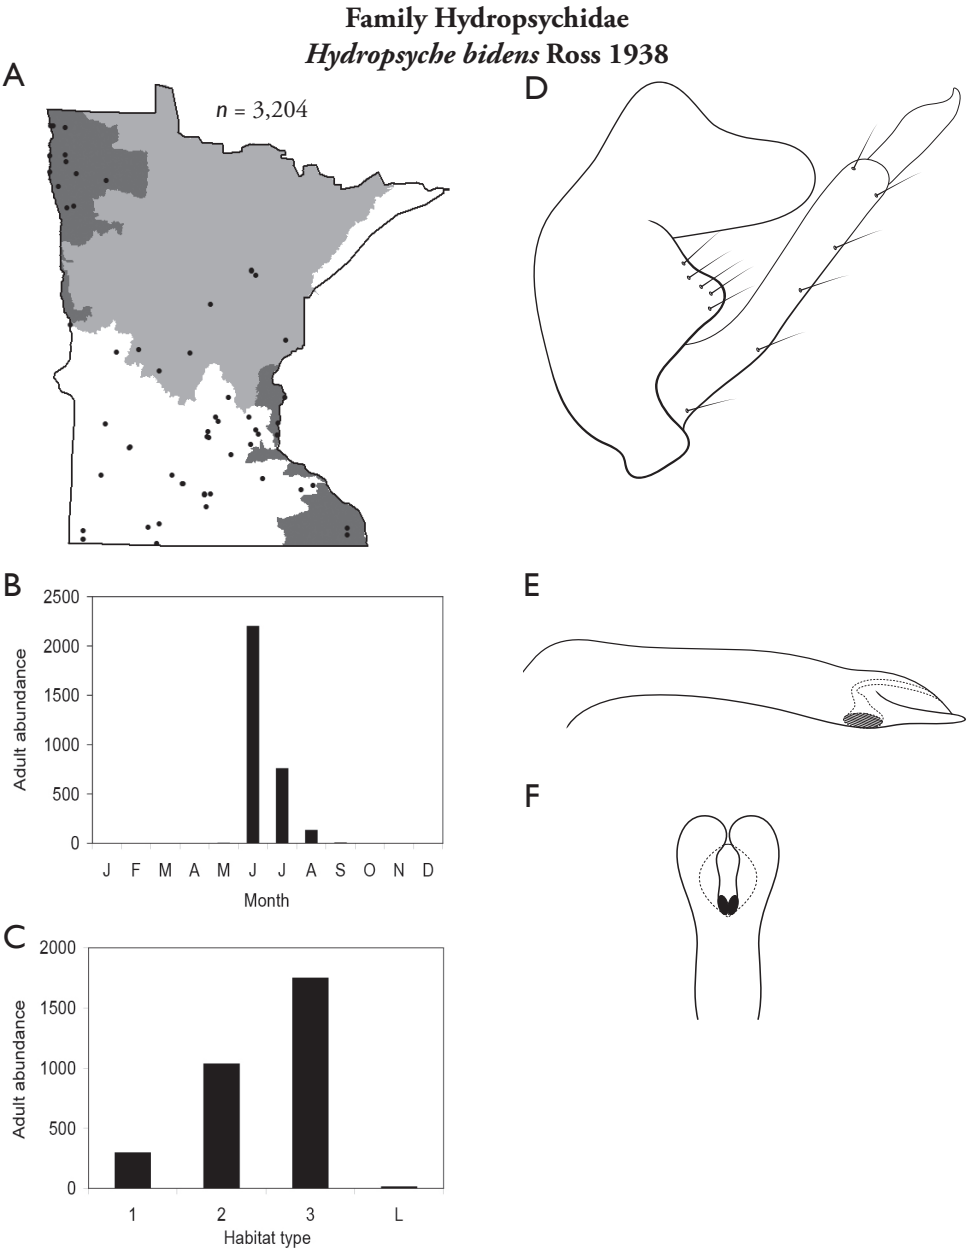 Family Hydropsychidae
Hydropsyche bidens Ross 1938
A
n = 3,204
D
B
Adult abundance
2500
2000
1500
1000
500
0
J F M A M J J A S O N D
Month
C
Adult abundance
2000
1500
1000
500
0
1 2 3 L
Habitat type
E
F